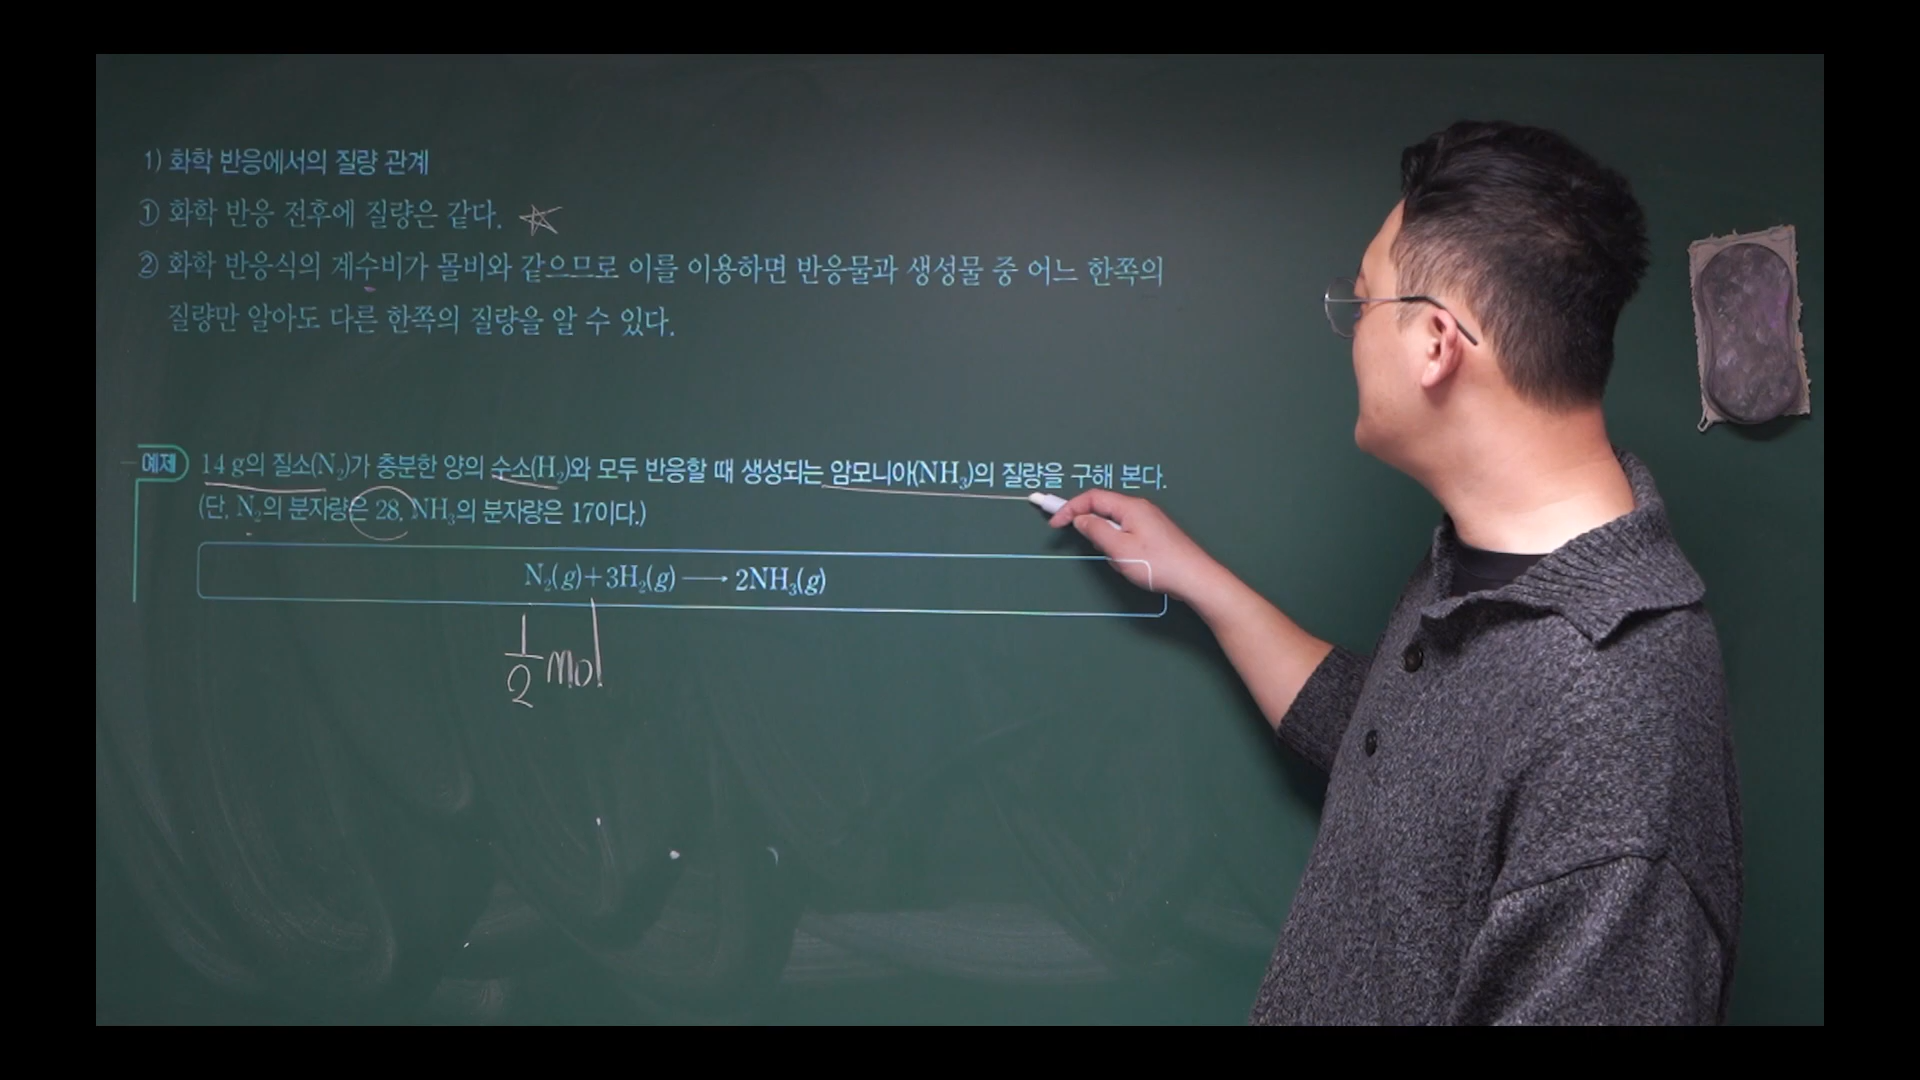 1) 화학 반응에서의 질량 관계
① 화학 반응 전후에 질량은 같다. ☆
② 화학 반응식의 계수비가 몰비와 같으므로 이를 이용하면 반응물과 생성물 중 어느 한쪽의
질량만 알아도 다른 한쪽의 질량을 알 수 있다.
예제 14 g의 질소(N₂)가 충분한 양의 수소(H₂)와 모두 반응할 때 생성되는 암모니아(NH₃)의 질량을 구해 본다.
(단, N₂의 분자량은 28, NH₃의 분자량은 17이다.)
N₂(g)+3H₂(g) ⟶ 2NH₃(g)
1/2 mol